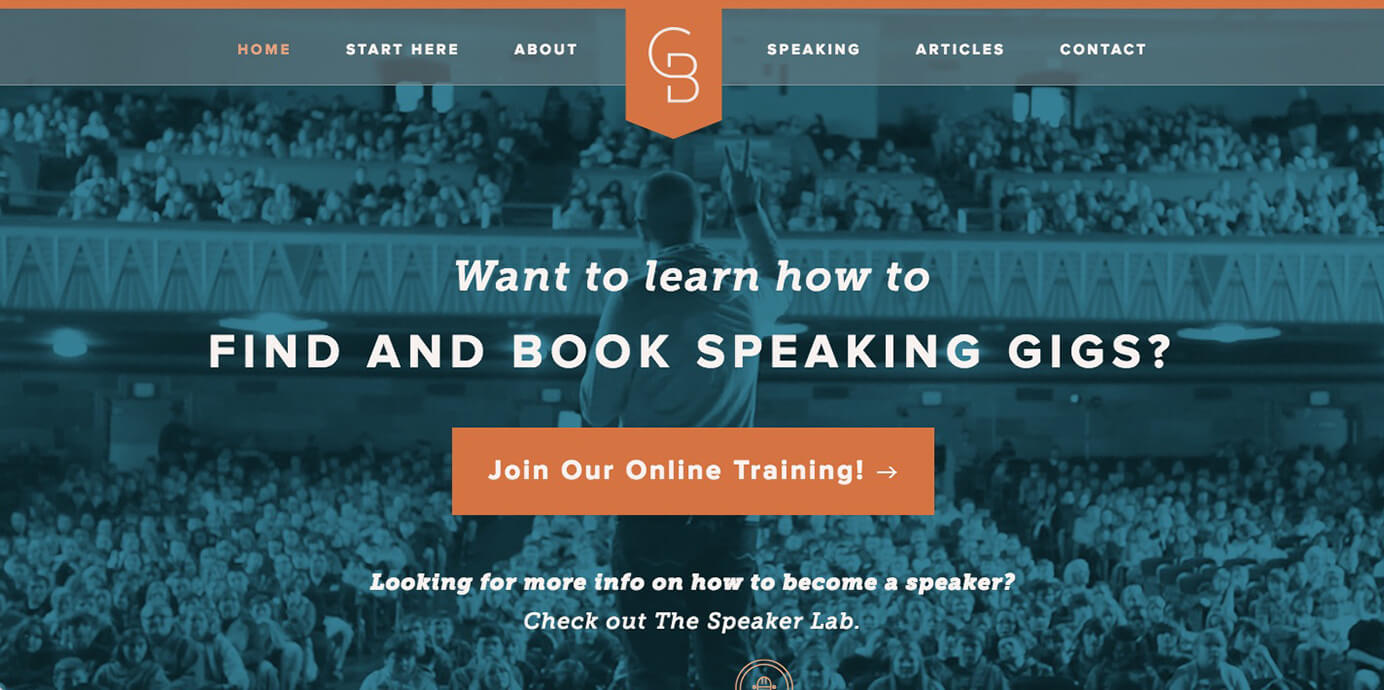 HOME START HERE ABOUT GB SPEAKING ARTICLES CONTACT
Want to learn how to
FIND AND BOOK SPEAKING GIGS?
Join Our Online Training! →
Looking for more info on how to become a speaker?
Check out The Speaker Lab.